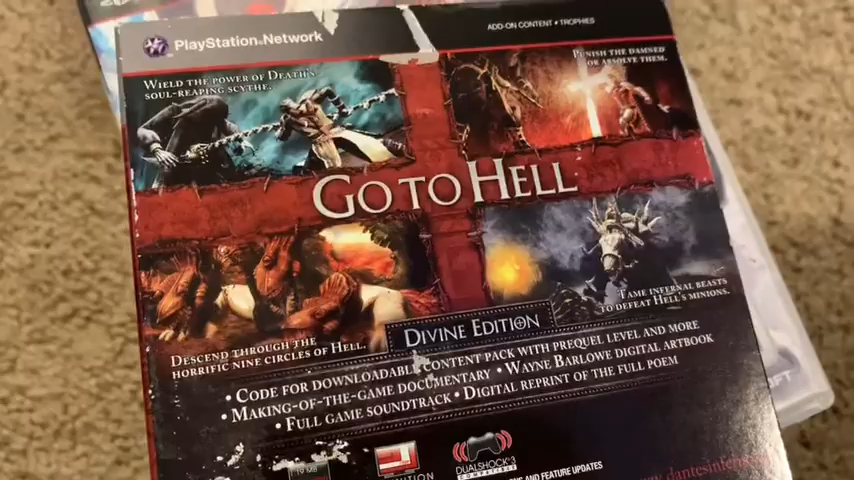 PlayStation®Network
ADD-ON CONTENT • TROPHIES
WIELD THE POWER OF DEATH'S
SOUL-REAPING SCYTHE.
PUNISH THE DAMNED
OR ABSOLVE THEM.
GO TO HELL
DESCEND THROUGH THE
HORRIFIC NINE CIRCLES OF HELL.
TAME INFERNAL BEASTS
TO DEFEAT HELL'S MINIONS.
DIVINE EDITION
• CODE FOR DOWNLOADABLE CONTENT PACK WITH PREQUEL LEVEL AND MORE
• MAKING-OF-THE-GAME DOCUMENTARY • WAYNE BARLOWE DIGITAL ARTBOOK
• FULL GAME SOUNDTRACK • DIGITAL REPRINT OF THE FULL POEM
19 MB
DUALSHOCK®3
COMPATIBLE
AND FEATURE UPDATES